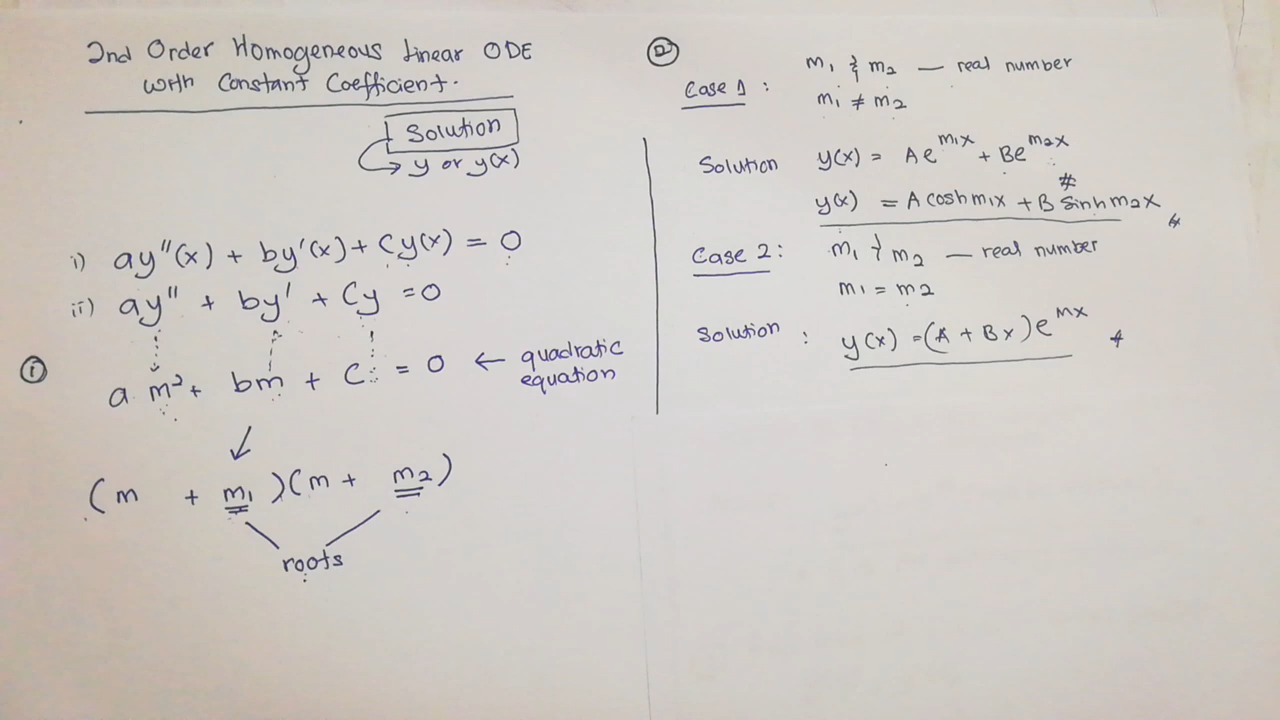 2nd Order Homogeneous Linear ODE
with Constant Coefficient.
Solution
→ y or y(x)
i) ay''(x) + by'(x) + Cy(x) = 0
ii) ay'' + by' + Cy = 0
① a m² + bm + C = 0 ← quadratic
equation
(m + m₁)(m + m₂)
roots
②
Case 1 : m₁ & m₂ — real number
m₁ ≠ m₂
Solution y(x) = Ae^m₁x + Be^m₂x
#
y(x) = A cosh m₁x + B sinh m₂x *
Case 2 : m₁ & m₂ — real number
m₁ = m₂
Solution : y(x) = (A + Bx)e^mx *